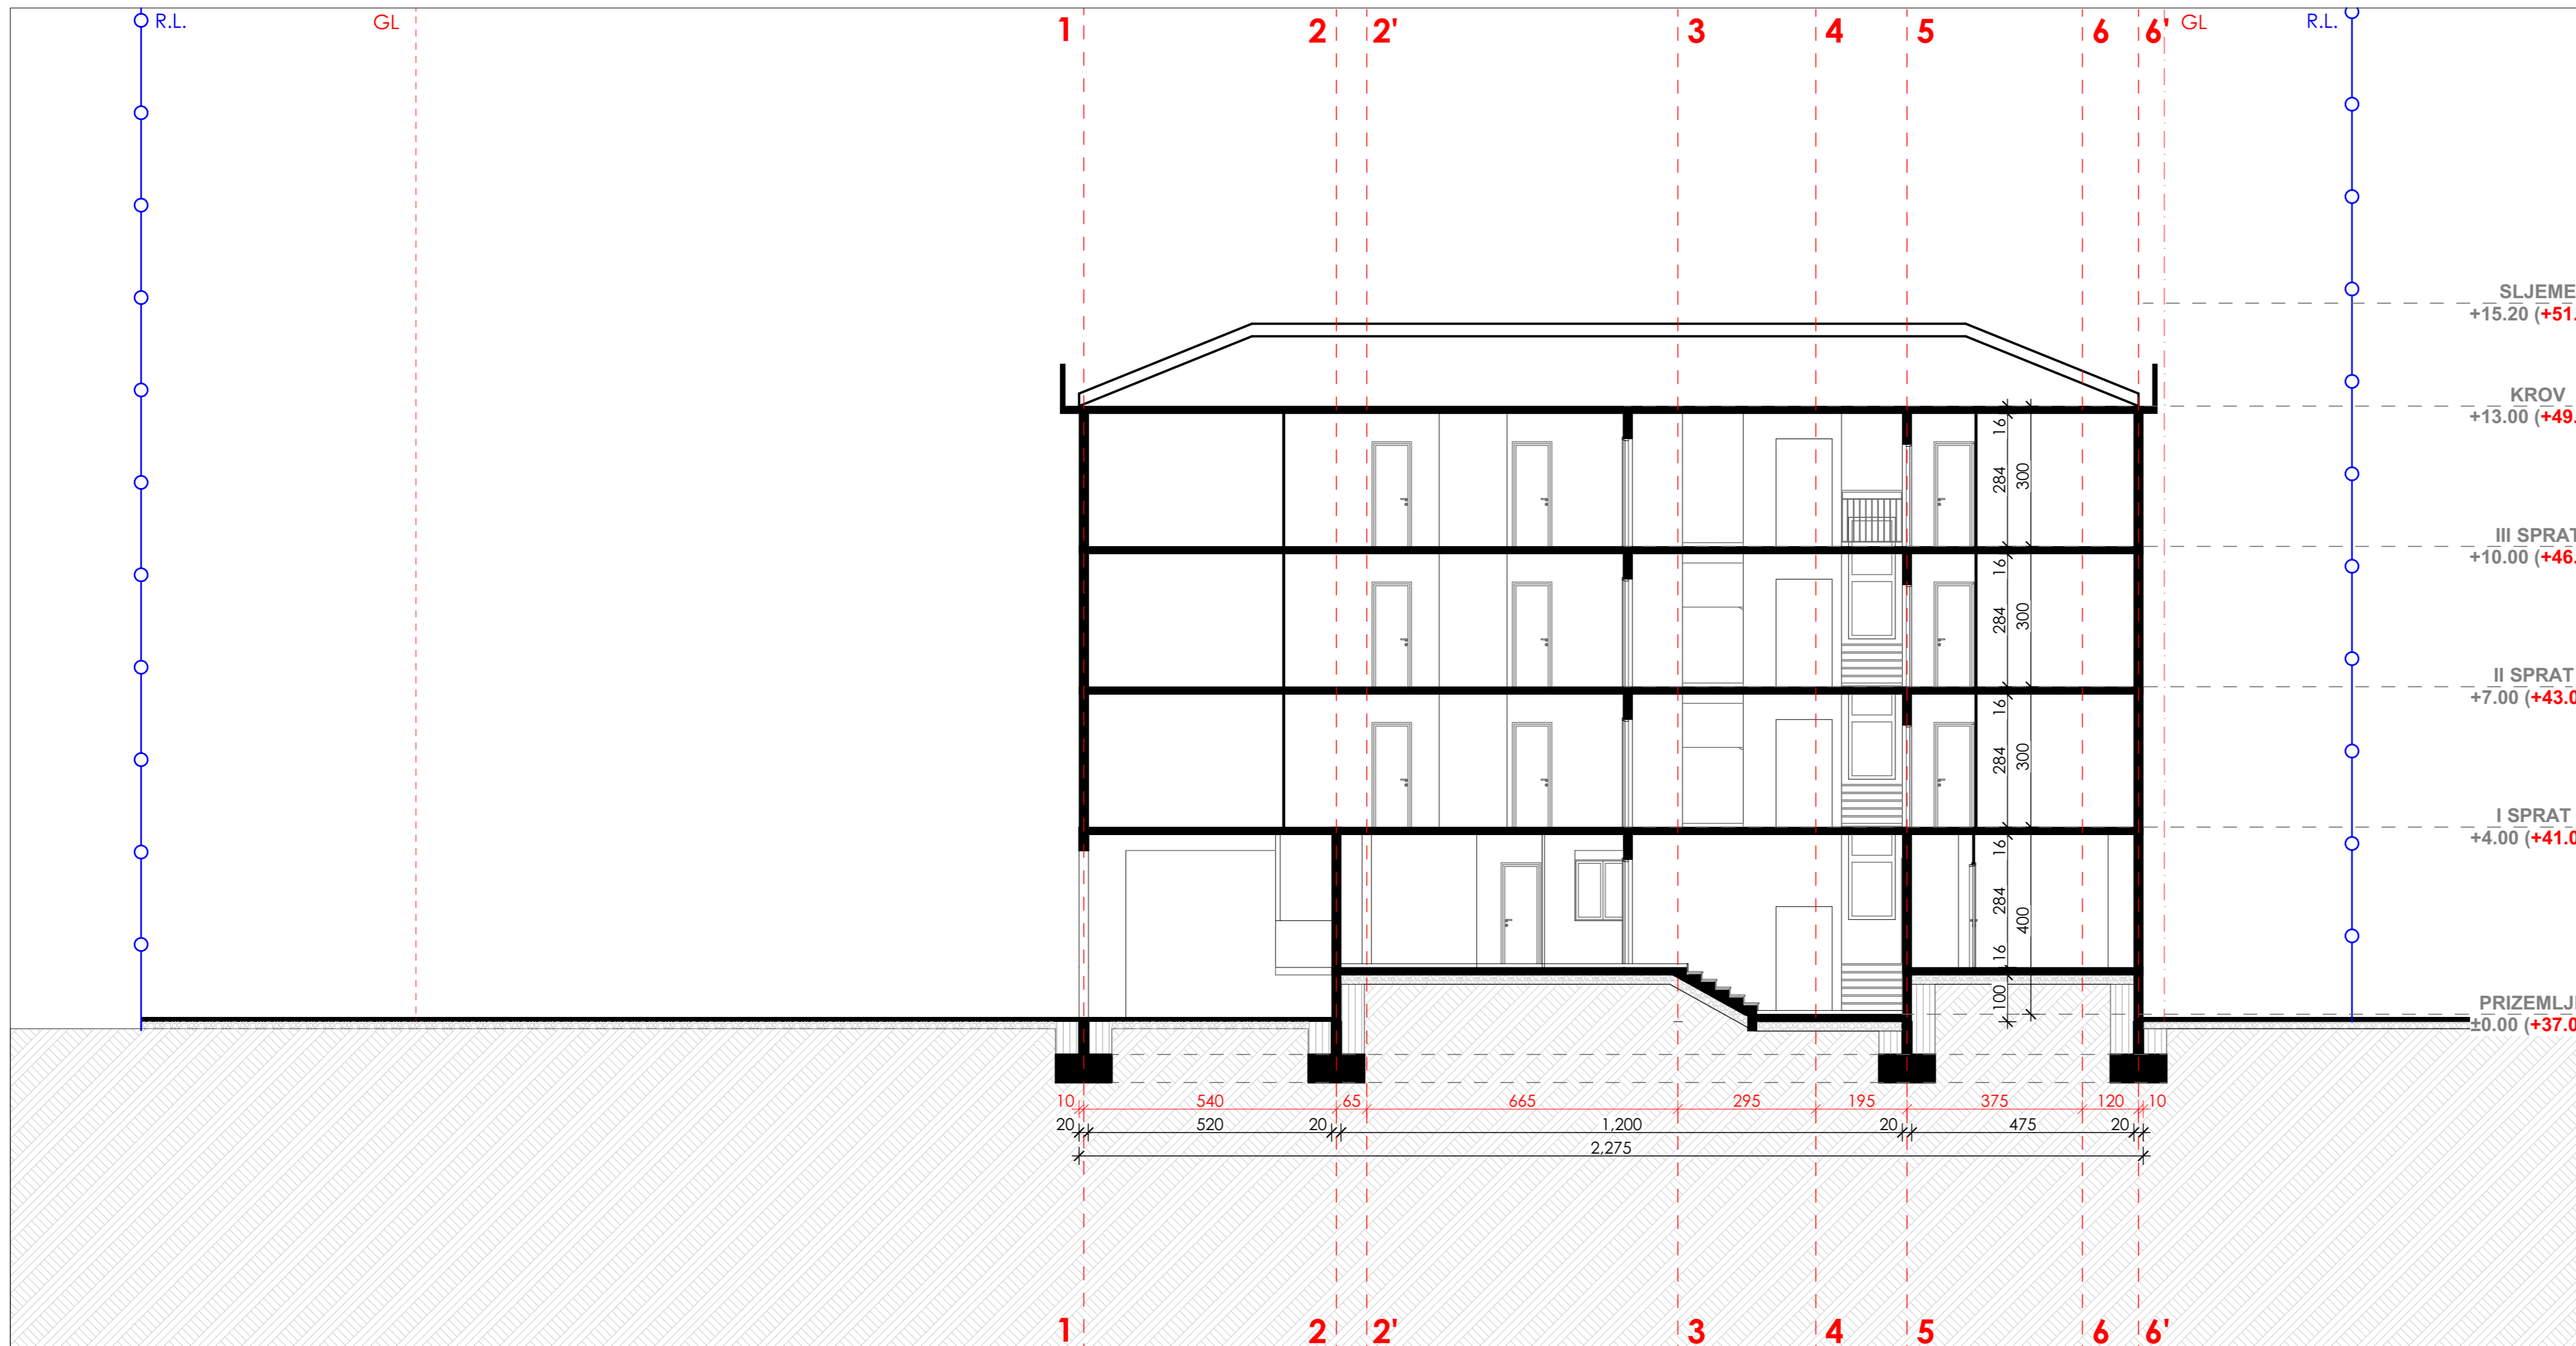 R.L. GL 1 2 2' 3 4 5 6 6' GL R.L.
SLJEME
+15.20 (+51.
KROV
+13.00 (+49.
16
284
300
III SPRAT
+10.00 (+46.
16
284
300
II SPRAT
+7.00 (+43.0
16
284
300
I SPRAT
+4.00 (+41.0
16
284
400
16
100
PRIZEMLJ
±0.00 (+37.0
10 540 65 665 295 195 375 120 10
20 520 20 1,200 20 475 20
2,275
1 2 2' 3 4 5 6 6'